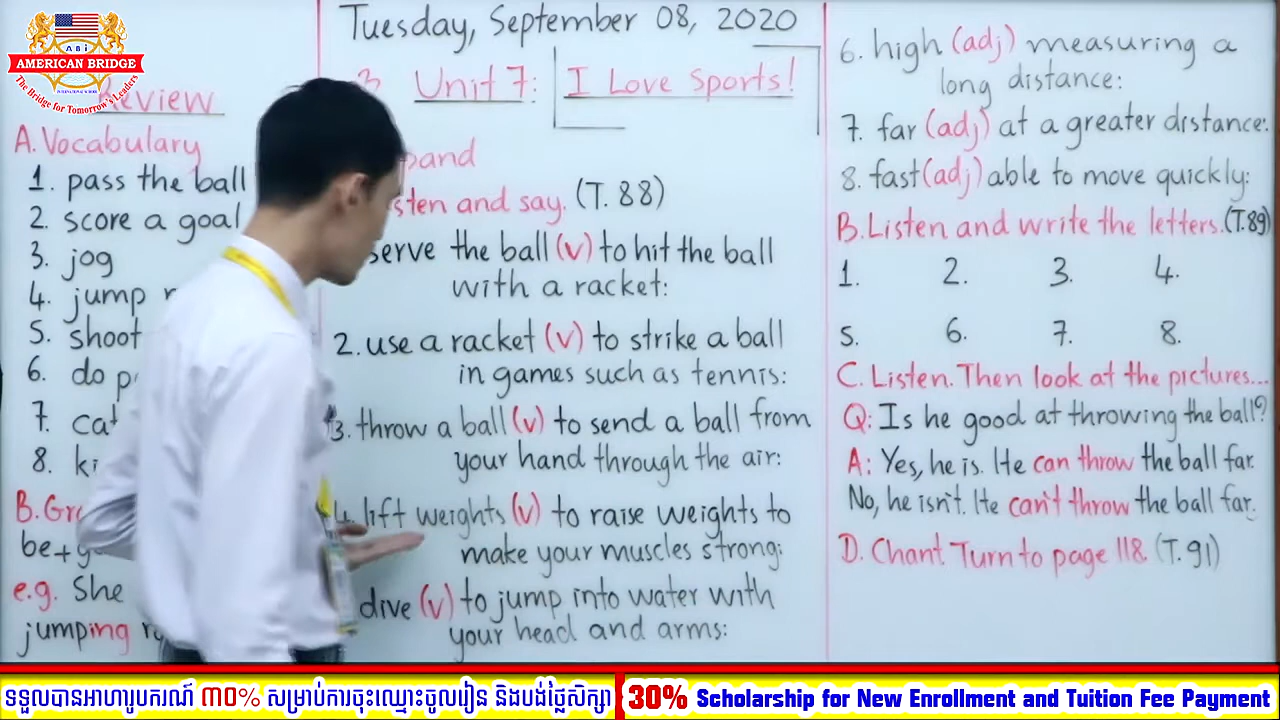 ABi
AMERICAN BRIDGE
INTERNATIONAL SCHOOL
The Bridge for Tomorrow's Leaders
Tuesday, September 08, 2020
3. Unit 7: I Love Sports!
Review
A. Vocabulary
1. pass the ball
2. score a goal
3. jog
4. jump
5. shoot
6. do
7.
8.
B.
be+
e.g. She
jumping
Listen and say. (T. 88)
serve the ball (v) to hit the ball
with a racket:
2. use a racket (v) to strike a ball
in games such as tennis:
3. throw a ball (v) to send a ball from
your hand through the air:
4. lift weights (v) to raise weights to
make your muscles strong:
dive (v) to jump into water with
your head and arms:
6. high (adj) measuring a
long distance:
7. far (adj) at a greater distance:
8. fast (adj) able to move quickly:
B. Listen and write the letters. (T.89)
1. 2. 3. 4.
5. 6. 7. 8.
C. Listen. Then look at the pictures...
Q: Is he good at throwing the ball?
A: Yes, he is. He can throw the ball far.
No, he isn't. He can't throw the ball far.
D. Chant. Turn to page 118. (T.91)
ទទួលបានអាហារូបករណ៍ ៣០% សម្រាប់ការចុះឈ្មោះចូលរៀន និងបង់ថ្លៃសិក្សា
30% Scholarship for New Enrollment and Tuition Fee Payment